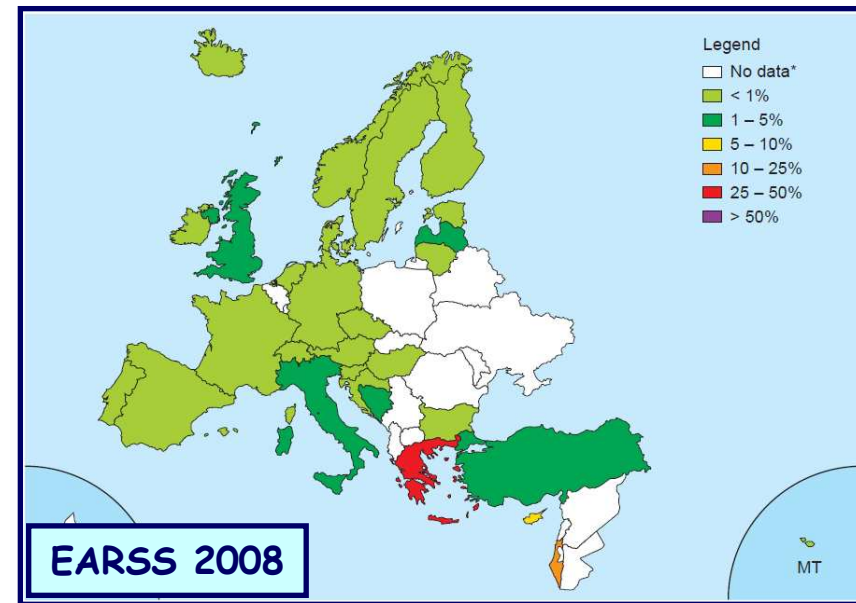 Legend
No data*
< 1%
1 – 5%
5 – 10%
10 – 25%
25 – 50%
> 50%
EARSS 2008
MT